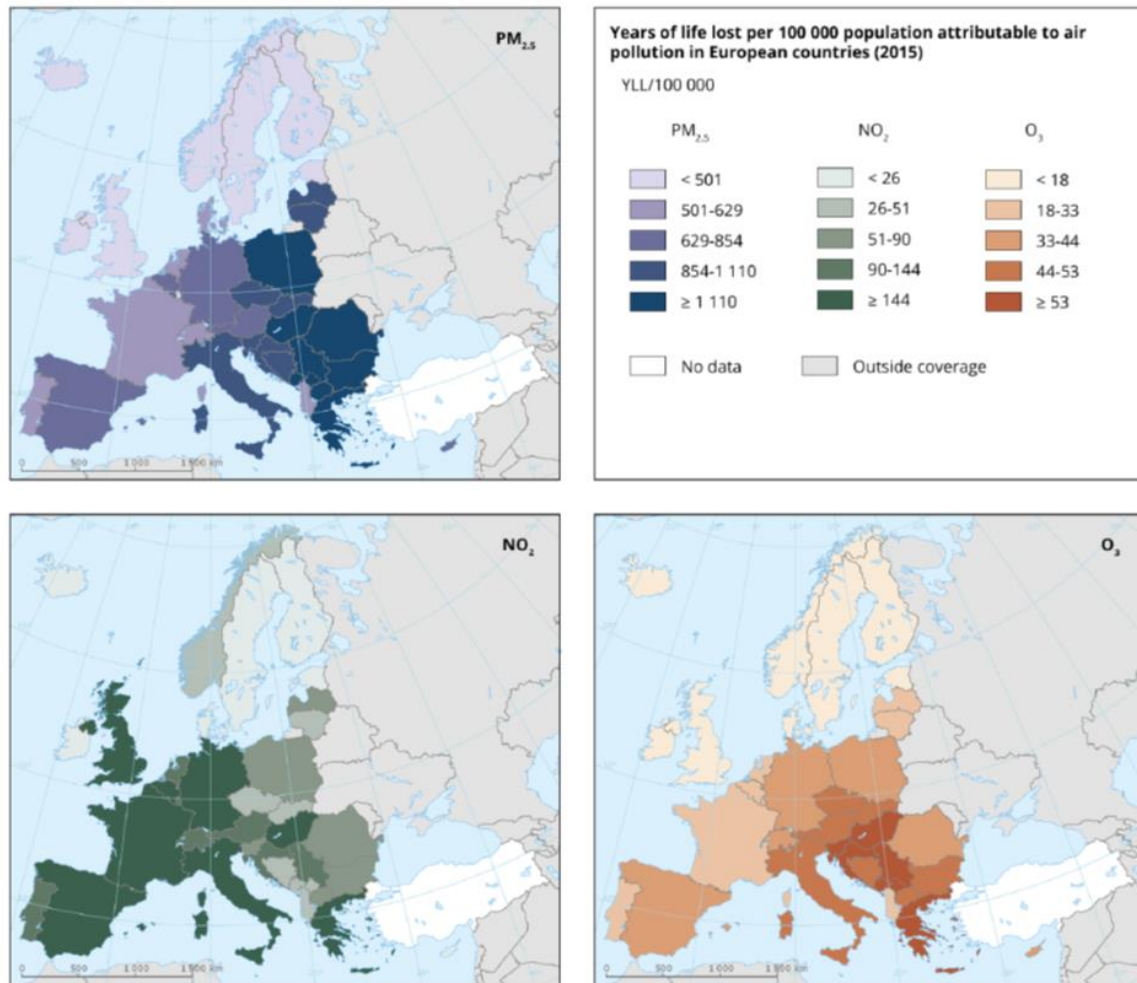 PM2.5
Years of life lost per 100 000 population attributable to air
pollution in European countries (2015)
YLL/100 000
PM2.5 NO2 O3
< 501 < 26 < 18
501-629 26-51 18-33
629-854 51-90 33-44
854-1 110 90-144 44-53
≥ 1 110 ≥ 144 ≥ 53
No data Outside coverage
0 500 1 000 1 500 km
NO2
0 500 1 000 1 500 km
O3
0 500 1 000 1 500 km